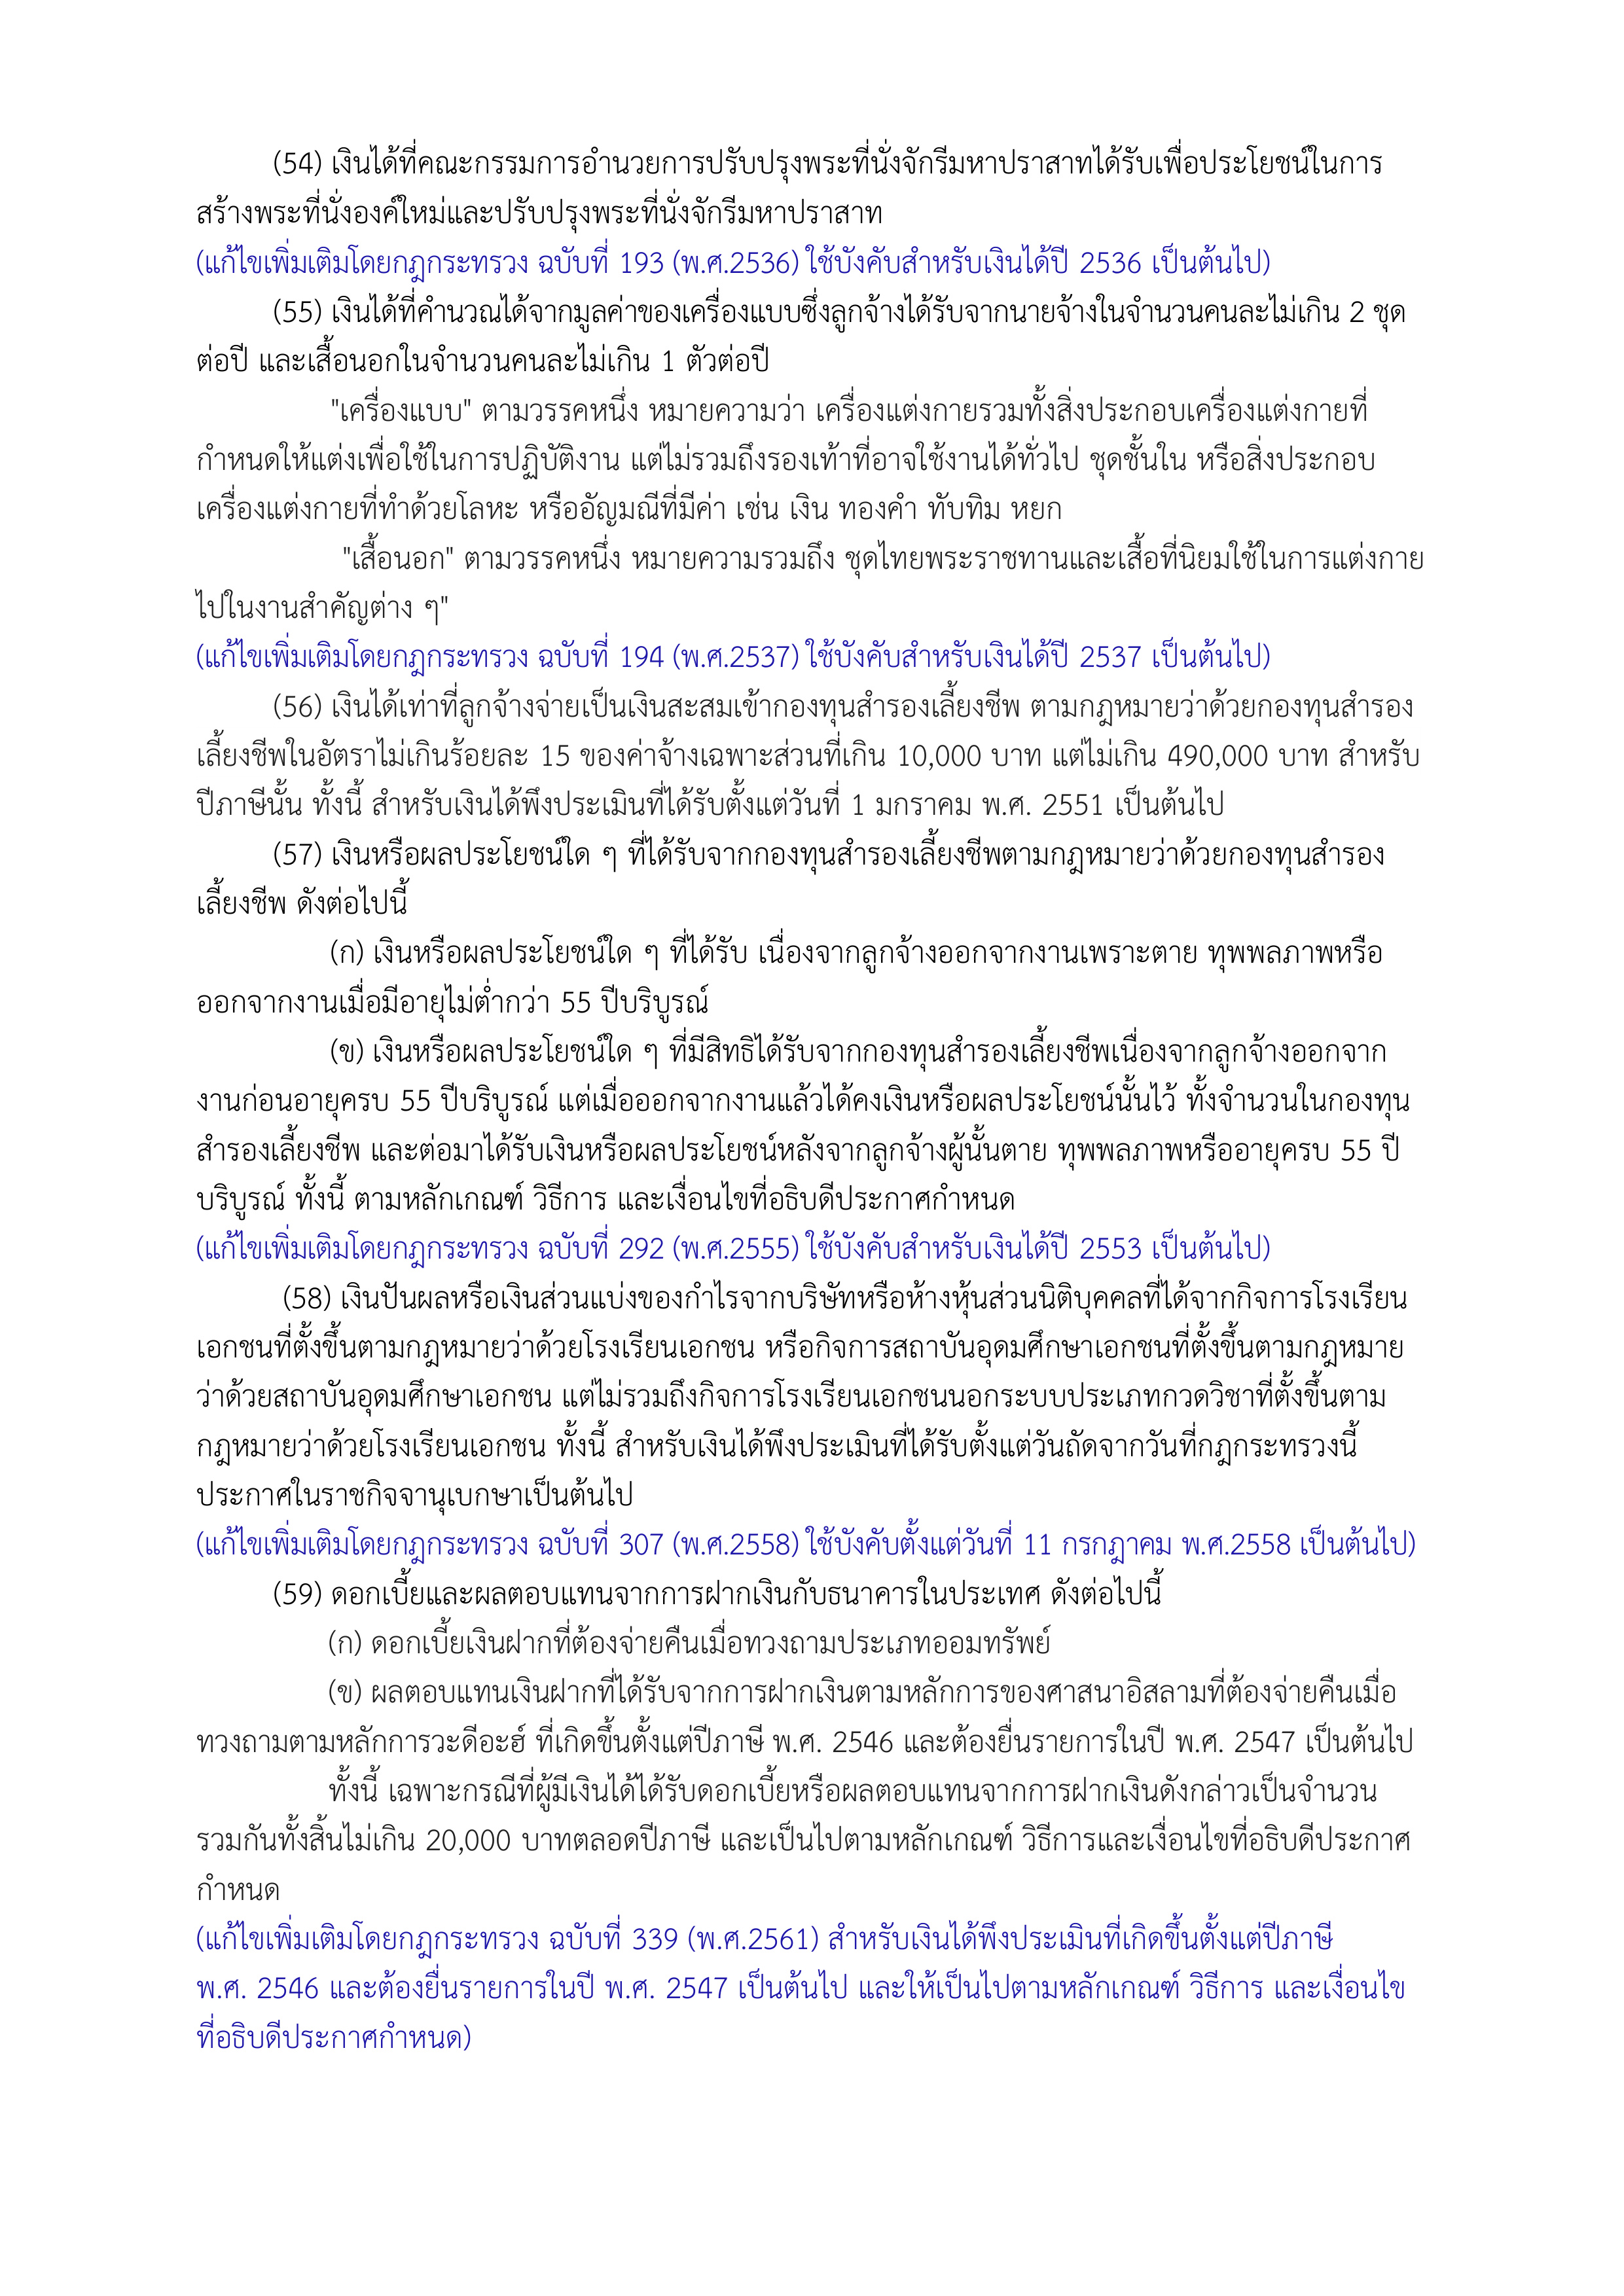 (54) เงินได้ที่คณะกรรมการอำนวยการปรับปรุงพระที่นั่งจักรีมหาปราสาทได้รับเพื่อประโยชน์ในการ
สร้างพระที่นั่งองค์ใหม่และปรับปรุงพระที่นั่งจักรีมหาปราสาท
(แก้ไขเพิ่มเติมโดยกฎกระทรวง ฉบับที่ 193 (พ.ศ.2536) ใช้บังคับสำหรับเงินได้ปี 2536 เป็นต้นไป)
(55) เงินได้ที่คำนวณได้จากมูลค่าของเครื่องแบบซึ่งลูกจ้างได้รับจากนายจ้างในจำนวนคนละไม่เกิน 2 ชุด
ต่อปี และเสื้อนอกในจำนวนคนละไม่เกิน 1 ตัวต่อปี
"เครื่องแบบ" ตามวรรคหนึ่ง หมายความว่า เครื่องแต่งกายรวมทั้งสิ่งประกอบเครื่องแต่งกายที่
กำหนดให้แต่งเพื่อใช้ในการปฏิบัติงาน แต่ไม่รวมถึงรองเท้าที่อาจใช้งานได้ทั่วไป ชุดชั้นใน หรือสิ่งประกอบ
เครื่องแต่งกายที่ทำด้วยโลหะ หรืออัญมณีที่มีค่า เช่น เงิน ทองคำ ทับทิม หยก
"เสื้อนอก" ตามวรรคหนึ่ง หมายความรวมถึง ชุดไทยพระราชทานและเสื้อที่นิยมใช้ในการแต่งกาย
ไปในงานสำคัญต่าง ๆ"
(แก้ไขเพิ่มเติมโดยกฎกระทรวง ฉบับที่ 194 (พ.ศ.2537) ใช้บังคับสำหรับเงินได้ปี 2537 เป็นต้นไป)
(56) เงินได้เท่าที่ลูกจ้างจ่ายเป็นเงินสะสมเข้ากองทุนสำรองเลี้ยงชีพ ตามกฎหมายว่าด้วยกองทุนสำรอง
เลี้ยงชีพในอัตราไม่เกินร้อยละ 15 ของค่าจ้างเฉพาะส่วนที่เกิน 10,000 บาท แต่ไม่เกิน 490,000 บาท สำหรับ
ปีภาษีนั้น ทั้งนี้ สำหรับเงินได้พึงประเมินที่ได้รับตั้งแต่วันที่ 1 มกราคม พ.ศ. 2551 เป็นต้นไป
(57) เงินหรือผลประโยชน์ใด ๆ ที่ได้รับจากกองทุนสำรองเลี้ยงชีพตามกฎหมายว่าด้วยกองทุนสำรอง
เลี้ยงชีพ ดังต่อไปนี้
(ก) เงินหรือผลประโยชน์ใด ๆ ที่ได้รับ เนื่องจากลูกจ้างออกจากงานเพราะตาย ทุพพลภาพหรือ
ออกจากงานเมื่อมีอายุไม่ต่ำกว่า 55 ปีบริบูรณ์
(ข) เงินหรือผลประโยชน์ใด ๆ ที่มีสิทธิได้รับจากกองทุนสำรองเลี้ยงชีพเนื่องจากลูกจ้างออกจาก
งานก่อนอายุครบ 55 ปีบริบูรณ์ แต่เมื่อออกจากงานแล้วได้คงเงินหรือผลประโยชน์นั้นไว้ ทั้งจำนวนในกองทุน
สำรองเลี้ยงชีพ และต่อมาได้รับเงินหรือผลประโยชน์หลังจากลูกจ้างผู้นั้นตาย ทุพพลภาพหรืออายุครบ 55 ปี
บริบูรณ์ ทั้งนี้ ตามหลักเกณฑ์ วิธีการ และเงื่อนไขที่อธิบดีประกาศกำหนด
(แก้ไขเพิ่มเติมโดยกฎกระทรวง ฉบับที่ 292 (พ.ศ.2555) ใช้บังคับสำหรับเงินได้ปี 2553 เป็นต้นไป)
(58) เงินปันผลหรือเงินส่วนแบ่งของกำไรจากบริษัทหรือห้างหุ้นส่วนนิติบุคคลที่ได้จากกิจการโรงเรียน
เอกชนที่ตั้งขึ้นตามกฎหมายว่าด้วยโรงเรียนเอกชน หรือกิจการสถาบันอุดมศึกษาเอกชนที่ตั้งขึ้นตามกฎหมาย
ว่าด้วยสถาบันอุดมศึกษาเอกชน แต่ไม่รวมถึงกิจการโรงเรียนเอกชนนอกระบบประเภทกวดวิชาที่ตั้งขึ้นตาม
กฎหมายว่าด้วยโรงเรียนเอกชน ทั้งนี้ สำหรับเงินได้พึงประเมินที่ได้รับตั้งแต่วันถัดจากวันที่กฎกระทรวงนี้
ประกาศในราชกิจจานุเบกษาเป็นต้นไป
(แก้ไขเพิ่มเติมโดยกฎกระทรวง ฉบับที่ 307 (พ.ศ.2558) ใช้บังคับตั้งแต่วันที่ 11 กรกฎาคม พ.ศ.2558 เป็นต้นไป)
(59) ดอกเบี้ยและผลตอบแทนจากการฝากเงินกับธนาคารในประเทศ ดังต่อไปนี้
(ก) ดอกเบี้ยเงินฝากที่ต้องจ่ายคืนเมื่อทวงถามประเภทออมทรัพย์
(ข) ผลตอบแทนเงินฝากที่ได้รับจากการฝากเงินตามหลักการของศาสนาอิสลามที่ต้องจ่ายคืนเมื่อ
ทวงถามตามหลักการวะดีอะฮ์ ที่เกิดขึ้นตั้งแต่ปีภาษี พ.ศ. 2546 และต้องยื่นรายการในปี พ.ศ. 2547 เป็นต้นไป
ทั้งนี้ เฉพาะกรณีที่ผู้มีเงินได้ได้รับดอกเบี้ยหรือผลตอบแทนจากการฝากเงินดังกล่าวเป็นจำนวน
รวมกันทั้งสิ้นไม่เกิน 20,000 บาทตลอดปีภาษี และเป็นไปตามหลักเกณฑ์ วิธีการและเงื่อนไขที่อธิบดีประกาศ
กำหนด
(แก้ไขเพิ่มเติมโดยกฎกระทรวง ฉบับที่ 339 (พ.ศ.2561) สำหรับเงินได้พึงประเมินที่เกิดขึ้นตั้งแต่ปีภาษี
พ.ศ. 2546 และต้องยื่นรายการในปี พ.ศ. 2547 เป็นต้นไป และให้เป็นไปตามหลักเกณฑ์ วิธีการ และเงื่อนไข
ที่อธิบดีประกาศกำหนด)